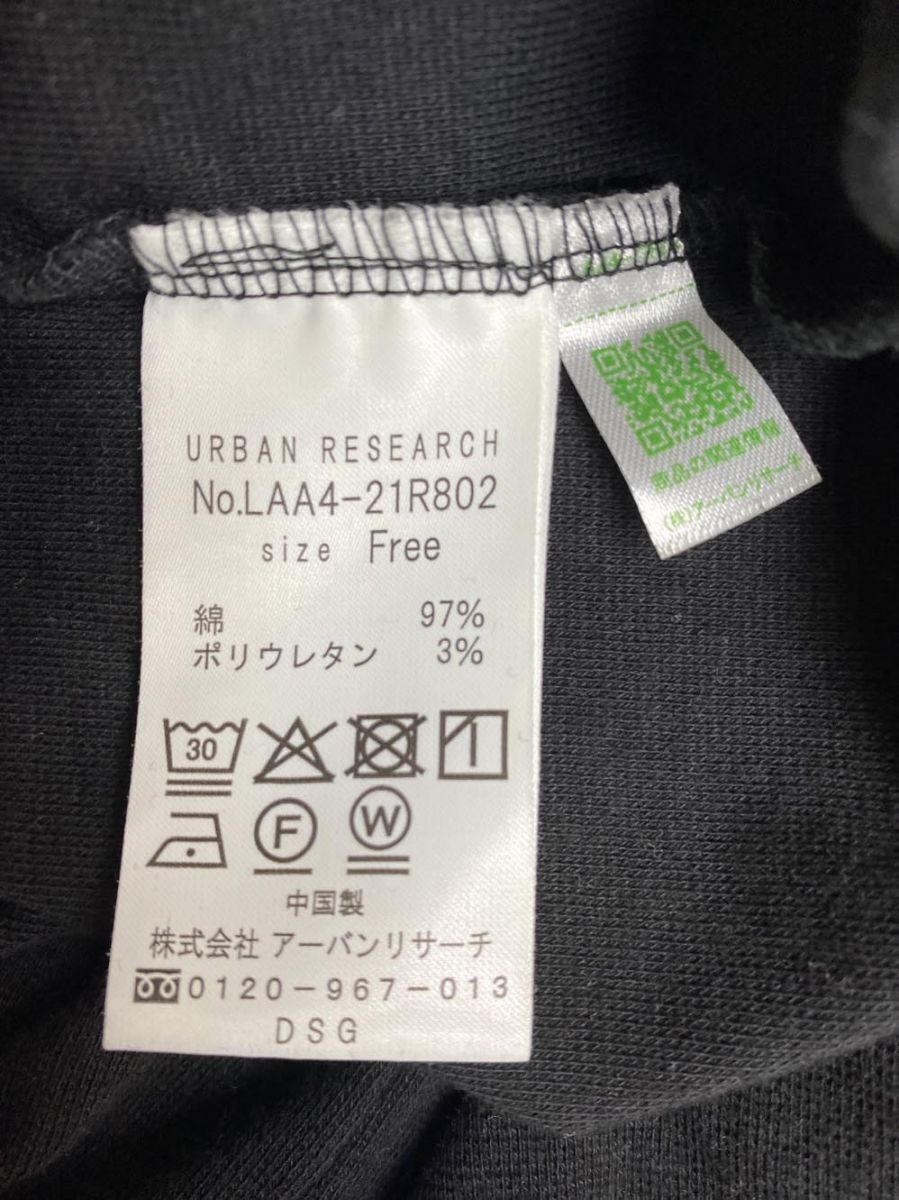 URBAN RESEARCH
No.LAA4-21R802
size Free
綿 97%
ポリウレタン 3%
30
F
W
中国製
株式会社 アーバンリサーチ
0120-967-013
DSG
商品の関連情報
(株)アーバンリサーチ